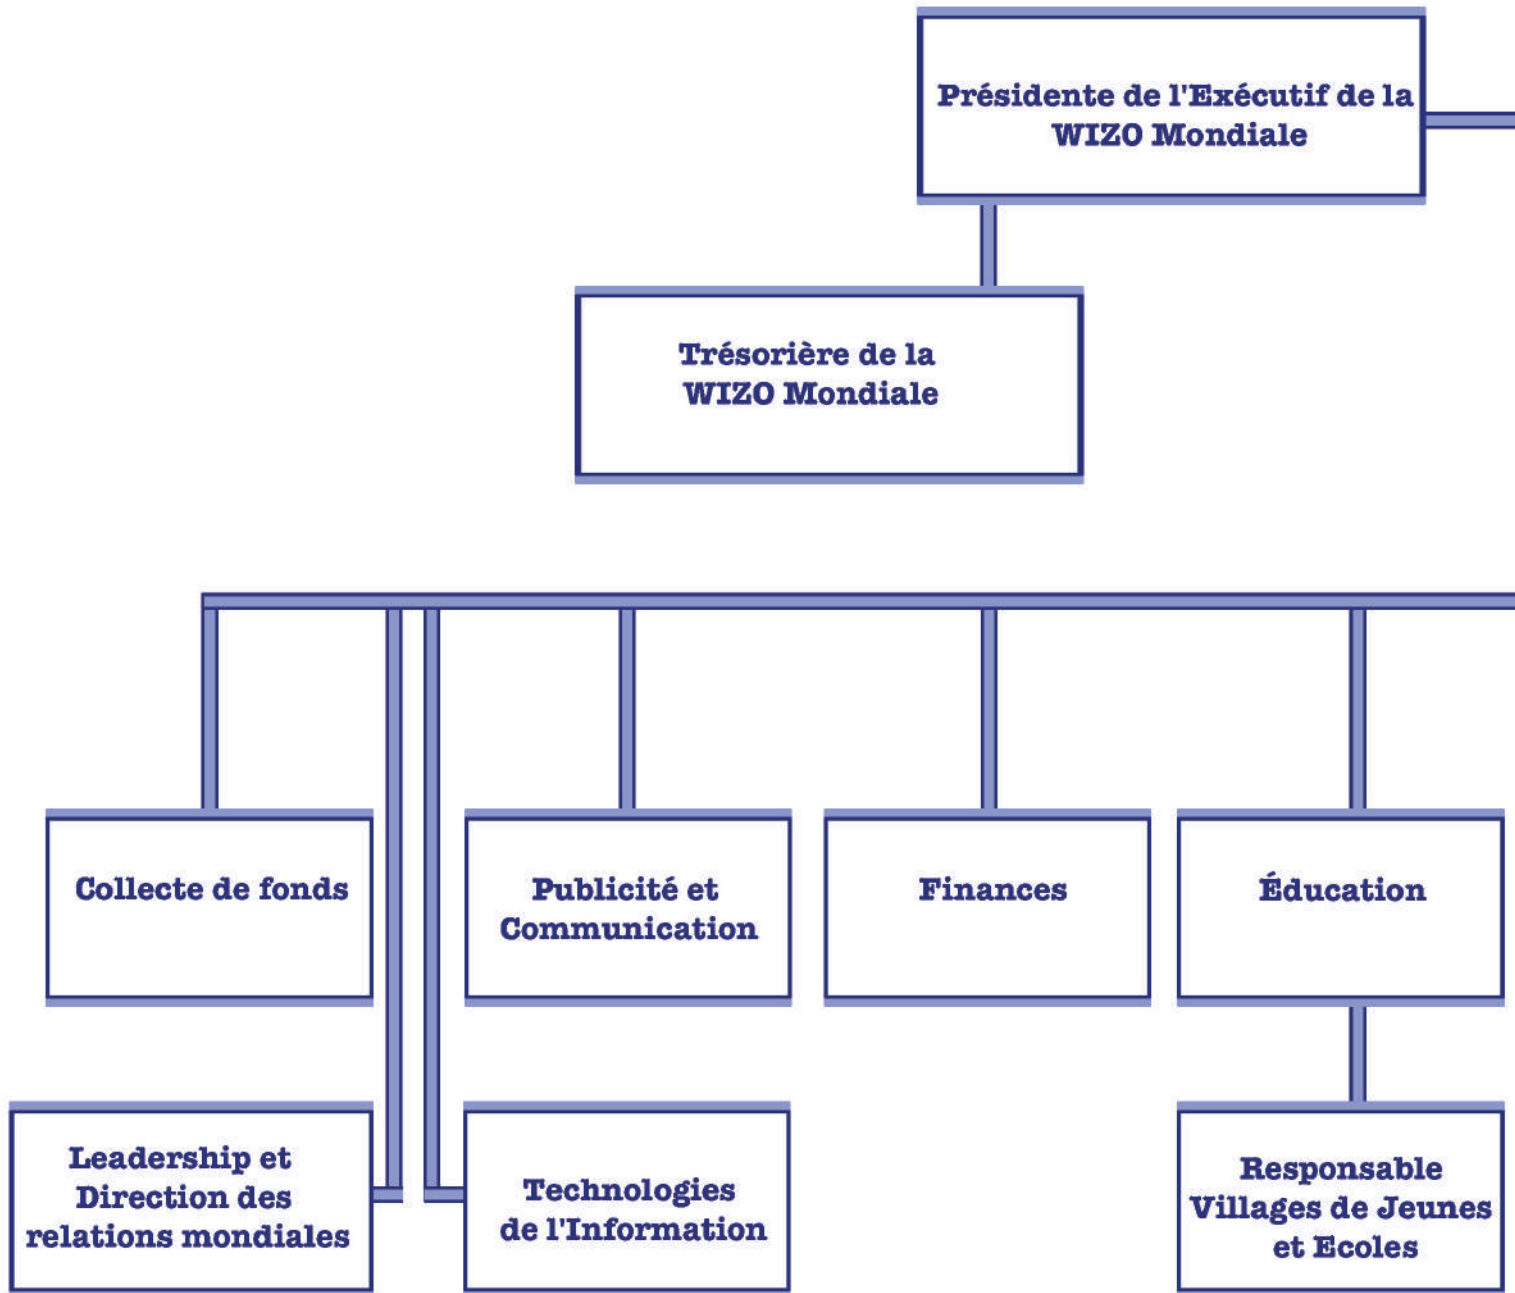 Présidente de l'Exécutif de la
WIZO Mondiale
Trésorière de la
WIZO Mondiale
Collecte de fonds
Publicité et
Communication
Finances
Éducation
Leadership et
Direction des
relations mondiales
Technologies
de l'Information
Responsable
Villages de Jeunes
et Ecoles